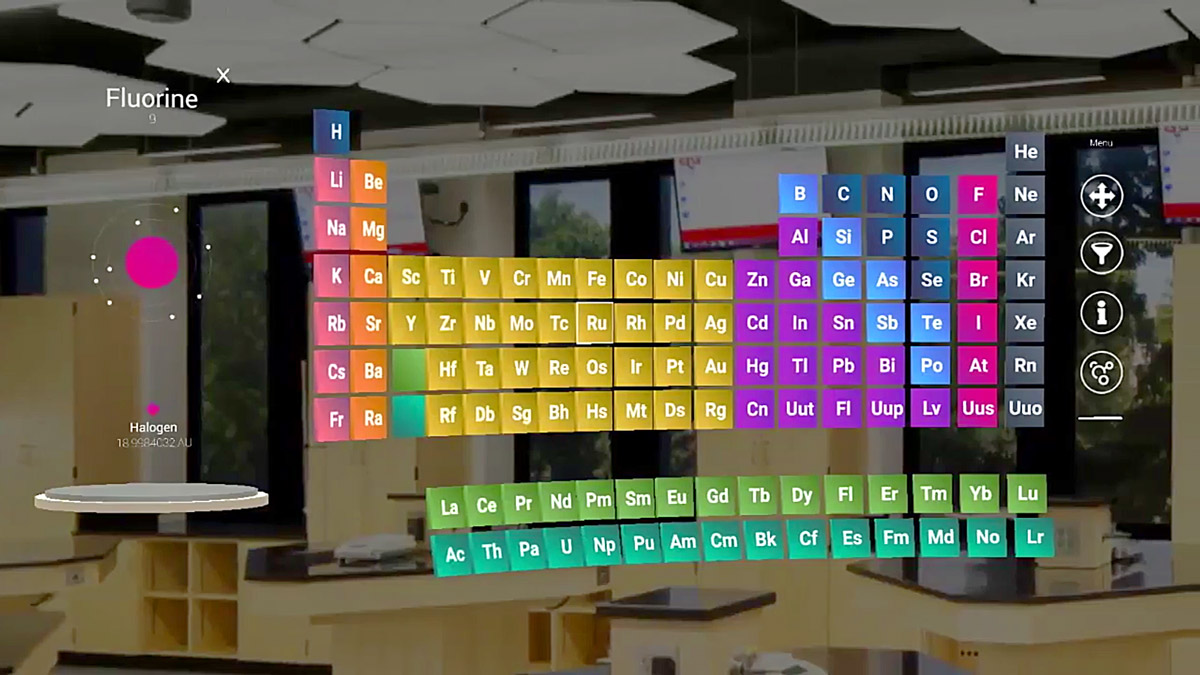 X
Fluorine
9
Menu
H He
Li Be B C N O F Ne
Na Mg Al Si P S Cl Ar
K Ca Sc Ti V Cr Mn Fe Co Ni Cu Zn Ga Ge As Se Br Kr
Rb Sr Y Zr Nb Mo Tc Ru Rh Pd Ag Cd In Sn Sb Te I Xe
Cs Ba Hf Ta W Re Os Ir Pt Au Hg Tl Pb Bi Po At Rn
Fr Ra Rf Db Sg Bh Hs Mt Ds Rg Cn Uut Fl Uup Lv Uus Uuo
Halogen
18.9984032 AU
La Ce Pr Nd Pm Sm Eu Gd Tb Dy Fl Er Tm Yb Lu
Ac Th Pa U Np Pu Am Cm Bk Cf Es Fm Md No Lr